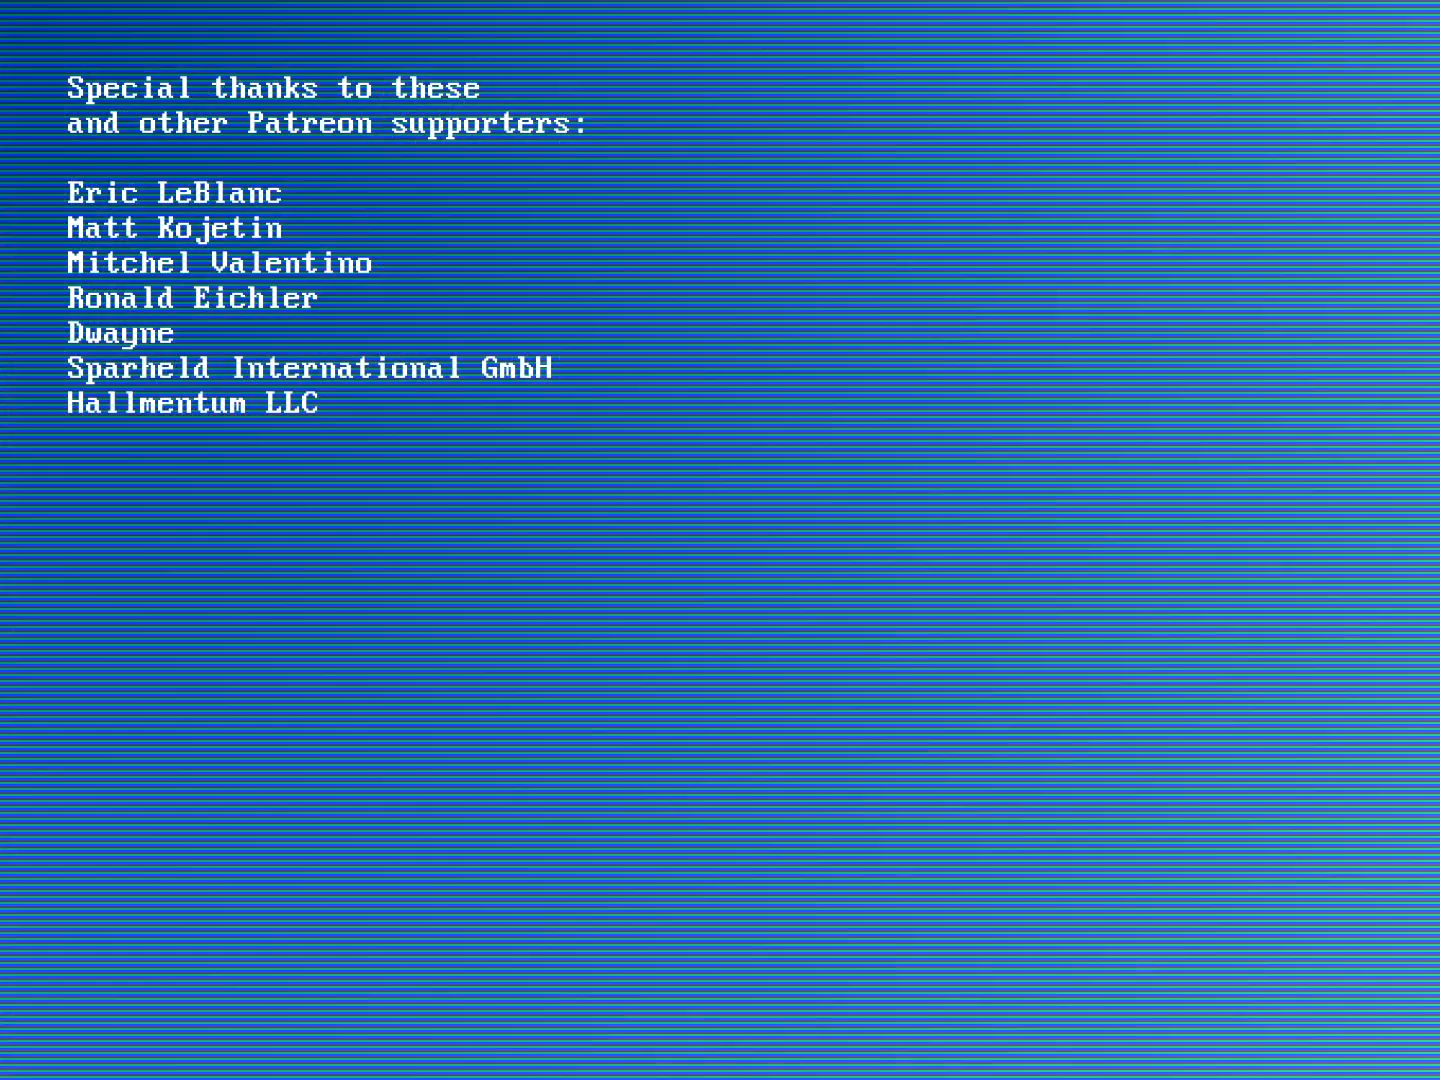 Special thanks to these
and other Patreon supporters:
Eric LeBlanc
Matt Kojetin
Mitchel Valentino
Ronald Eichler
Dwayne
Sparheld International GmbH
Hallmentum LLC